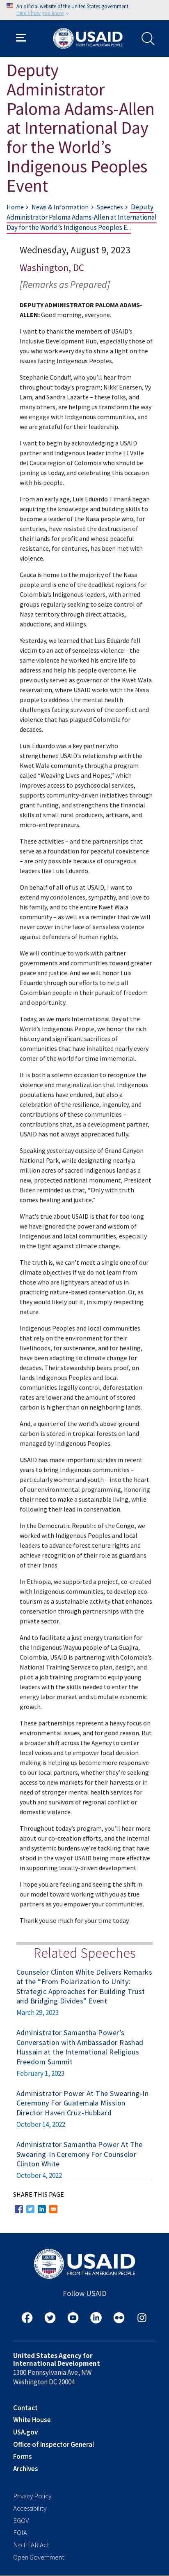 An official website of the United States government
Here's how you know
USAID
FROM THE AMERICAN PEOPLE
Deputy
Administrator
Paloma Adams-Allen
at International Day
for the World’s
Indigenous Peoples
Event
Home › News & Information › Speeches › Deputy
Administrator Paloma Adams-Allen at International
Day for the World’s Indigenous Peoples E...
Wednesday, August 9, 2023
Washington, DC
[Remarks as Prepared]
DEPUTY ADMINISTRATOR PALOMA ADAMS-
ALLEN: Good morning, everyone.
I want to thank the members of USAID’s
Inclusive Development Hub, especially all those of
you who work every day to shine a light on the
issues facing Indigenous Peoples.
Stephanie Conduff, who you’ll hear from
throughout today’s program; Nikki Enersen, Vy
Lam, and Sandra Lazarte – these folks, and
many others, are helping us transform the way
we engage with Indigenous communities, and
we are grateful for their leadership.
I want to begin by acknowledging a USAID
partner and Indigenous leader in the El Valle
del Cauca region of Colombia who should be
joining us today, and celebrating this occasion
with his people.
From an early age, Luis Eduardo Timaná began
acquiring the knowledge and building skills to
become a leader of the Nasa people who, for
centuries, have resisted the destruction of
their lands from violent actors, and whose
peaceful resistance, for centuries, has been met with
violence.
Cauca is home to the majority of the Nasa
people and is one of the deadliest regions for
Colombia’s Indigenous leaders, with armed
groups regularly seeking to seize control of
Nasa territory through direct attacks,
abductions, and killings.
Yesterday, we learned that Luis Eduardo fell
victim to an act of senseless violence – the
same violence he worked his entire life to
address and help his people overcome. He
previously served as governor of the Kwet Wala
reservation, where USAID works with the Nasa
people to address the mental health
challenges facing survivors of the conflict and
violence that has plagued Colombia for
decades.
Luis Eduardo was a key partner who
strengthened USAID’s relationship with the
Kwet Wala community through a program
called “Weaving Lives and Hopes,” which
improves access to psychosocial services,
supports community-driven initiatives through
grant funding, and strengthens the financial
skills of small rural producers, artisans, and
micro-entrepreneurs.
These activities – and the partnerships that
serve as a foundation for peaceful coexistence
– are only possible because of courageous
leaders like Luis Eduardo.
On behalf of all of us at USAID, I want to
extend my condolences, sympathy, and love to
his family, and to the entire Kwet Wala
community – as well as a reminder that we will
never cower in the face of senseless violence
against defenders of human rights.
We will continue to work with partner
governments and communities toward greater
peace and justice. And we will honor Luis
Eduardo through our efforts to help all
Colombian people in their pursuit of freedom
and opportunity.
Today, as we mark International Day of the
World’s Indigenous People, we honor the rich
history and significant sacrifices of
Indigenous communities that have occurred in
every corner of the world for time immemorial.
It is both a solemn occasion to recognize the
violence and marginalization that Indigenous
populations have endured, but also a
celebration of the resilience, ingenuity, and
contributions of these communities –
contributions that, as a development partner,
USAID has not always appreciated fully.
Speaking yesterday outside of Grand Canyon
National Park, while designating nearly a
million acres of sacred Indigenous land as a
new, protected national monument, President
Biden reminded us that, “Only with truth
comes healing and justice.”
What’s true about USAID is that for too long
we have ignored the power and wisdom of
Indigenous and local communities, especially
in the fight against climate change.
The truth is, we can’t meet a single one of our
climate objectives if we do not learn from
those who are lightyears ahead of us in
practicing nature-based conservation. Or, as
they would likely put it, in simply respecting
nature.
Indigenous Peoples and local communities
that rely on the environment for their
livelihoods, for sustenance, and for healing,
have been adapting to climate change for
decades. Their stewardship bears proof, on
lands Indigenous Peoples and local
communities legally control, deforestation
rates are lower and the amount of stored
carbon is higher than on neighboring lands.
And, a quarter of the world’s above-ground
carbon is stored in tropical forests on land
managed by Indigenous Peoples.
USAID has made important strides in recent
years to bring Indigenous communities –
particularly women and youth – into the heart
of our environmental programming, honoring
their need to make a sustainable living, while
following their lead in forest conservation.
In the Democratic Republic of the Congo, we
worked with Indigenous Peoples and local
leaders to advance forest tenure rights and
achieve recognition of their role as guardians
of their lands.
In Ethiopia, we supported a project, co-created
with Indigenous communities, to develop eco-
tourism as a sustainable activity that enhances
conservation through partnerships with the
private sector.
And to facilitate a just energy transition for
the Indigenous Wayuu people of La Guajira,
Colombia, USAID is partnering with Colombia’s
National Training Service to plan, design, and
pilot a job training program to equip young
leaders with the skills needed to enter the
energy labor market and stimulate economic
growth.
These partnerships represent a heavy focus on
environmental issues, and for good reason. But
a broader shift across the Agency to center
local voices and to empower local decision
making is helping us become more responsive
to our local partners, whether they’re seeking
access to new markets for their harvests or in
need of stronger mental health services for
youth and survivors of regional conflict or
domestic violence.
Throughout today’s program, you’ll hear more
about our efforts to co-create, and the internal
and systemic barriers we’re tackling, that have
stood in the way of USAID being more effective
in supporting locally-driven development.
I hope you are feeling and seeing the shift in
our model toward working with you as true
partners as you empower your communities.
Thank you so much for your time today.
Related Speeches
Counselor Clinton White Delivers Remarks
at the “From Polarization to Unity:
Strategic Approaches for Building Trust
and Bridging Divides” Event
March 29, 2023
Administrator Samantha Power’s
Conversation with Ambassador Rashad
Hussain at the International Religious
Freedom Summit
February 1, 2023
Administrator Power At The Swearing-In
Ceremony For Guatemala Mission
Director Haven Cruz-Hubbard
October 14, 2022
Administrator Samantha Power At The
Swearing-In Ceremony For Counselor
Clinton White
October 4, 2022
SHARE THIS PAGE
USAID
FROM THE AMERICAN PEOPLE
Follow USAID
United States Agency for
International Development
1300 Pennsylvania Ave, NW
Washington DC 20004
Contact
White House
USA.gov
Office of Inspector General
Forms
Archives
Privacy Policy
Accessibility
EGOV
FOIA
No FEAR Act
Open Government